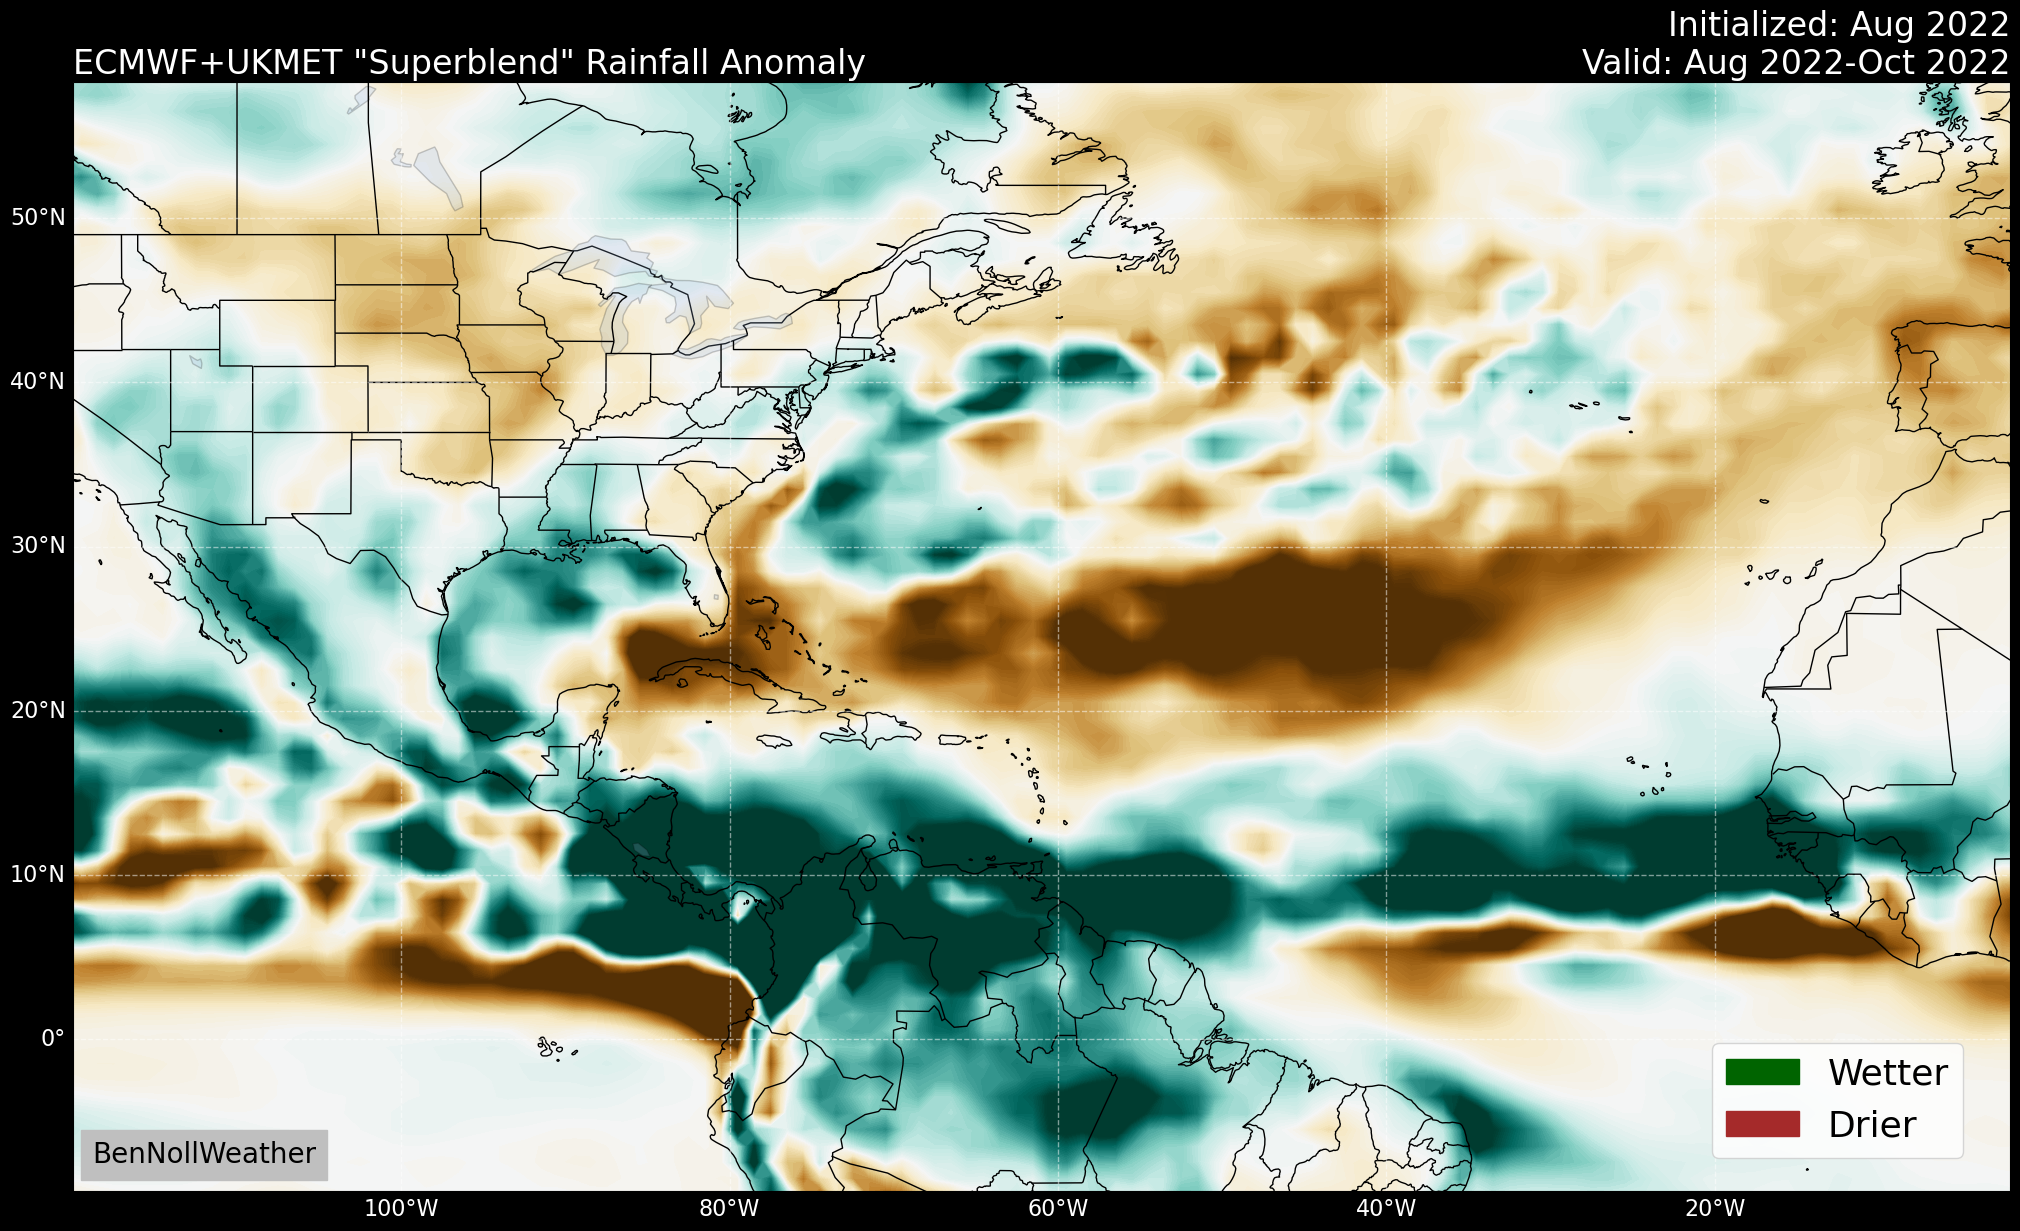 Initialized: Aug 2022
ECMWF+UKMET "Superblend" Rainfall Anomaly
Valid: Aug 2022-Oct 2022
50°N
40°N
30°N
20°N
10°N
0°
Wetter
Drier
BenNollWeather
100°W
80°W
60°W
40°W
20°W